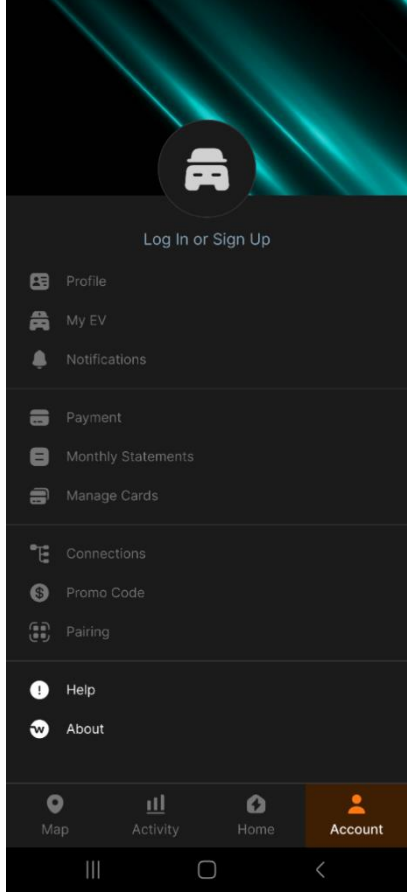 Log In or Sign Up
Profile
My EV
Notifications
Payment
Monthly Statements
Manage Cards
Connections
Promo Code
Pairing
Help
About
Map Activity Home Account